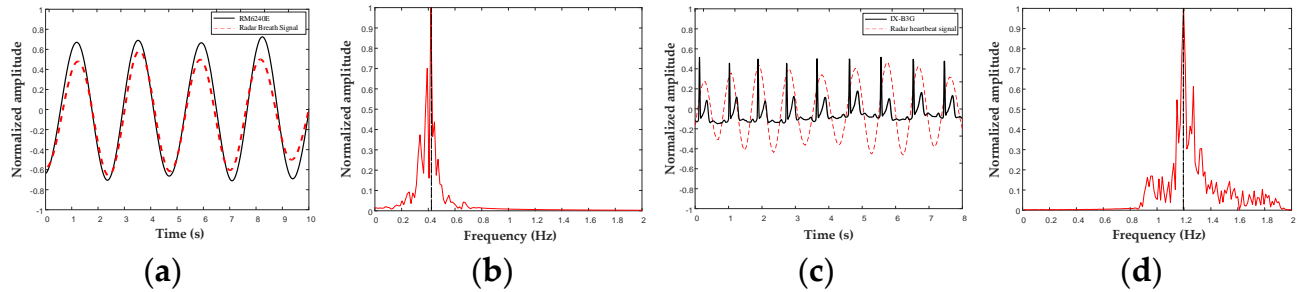 RM6240E
Radar Breath Signal
Normalized amplitude
1
0.8
0.6
0.4
0.2
0
-0.2
-0.4
-0.6
-0.8
-1
0 1 2 3 4 5 6 7 8 9 10
Time (s)
(a)
Normalized amplitude
1
0.9
0.8
0.7
0.6
0.5
0.4
0.3
0.2
0.1
0
0 0.2 0.4 0.6 0.8 1 1.2 1.4 1.6 1.8 2
Frequency (Hz)
(b)
IX-B3G
Radar heartbeat signal
Normalized amplitude
1
0.8
0.6
0.4
0.2
0
-0.2
-0.4
-0.6
-0.8
-1
0 1 2 3 4 5 6 7 8
Time (s)
(c)
Normalized amplitude
1
0.9
0.8
0.7
0.6
0.5
0.4
0.3
0.2
0.1
0
0 0.2 0.4 0.6 0.8 1 1.2 1.4 1.6 1.8 2
Frequency (Hz)
(d)